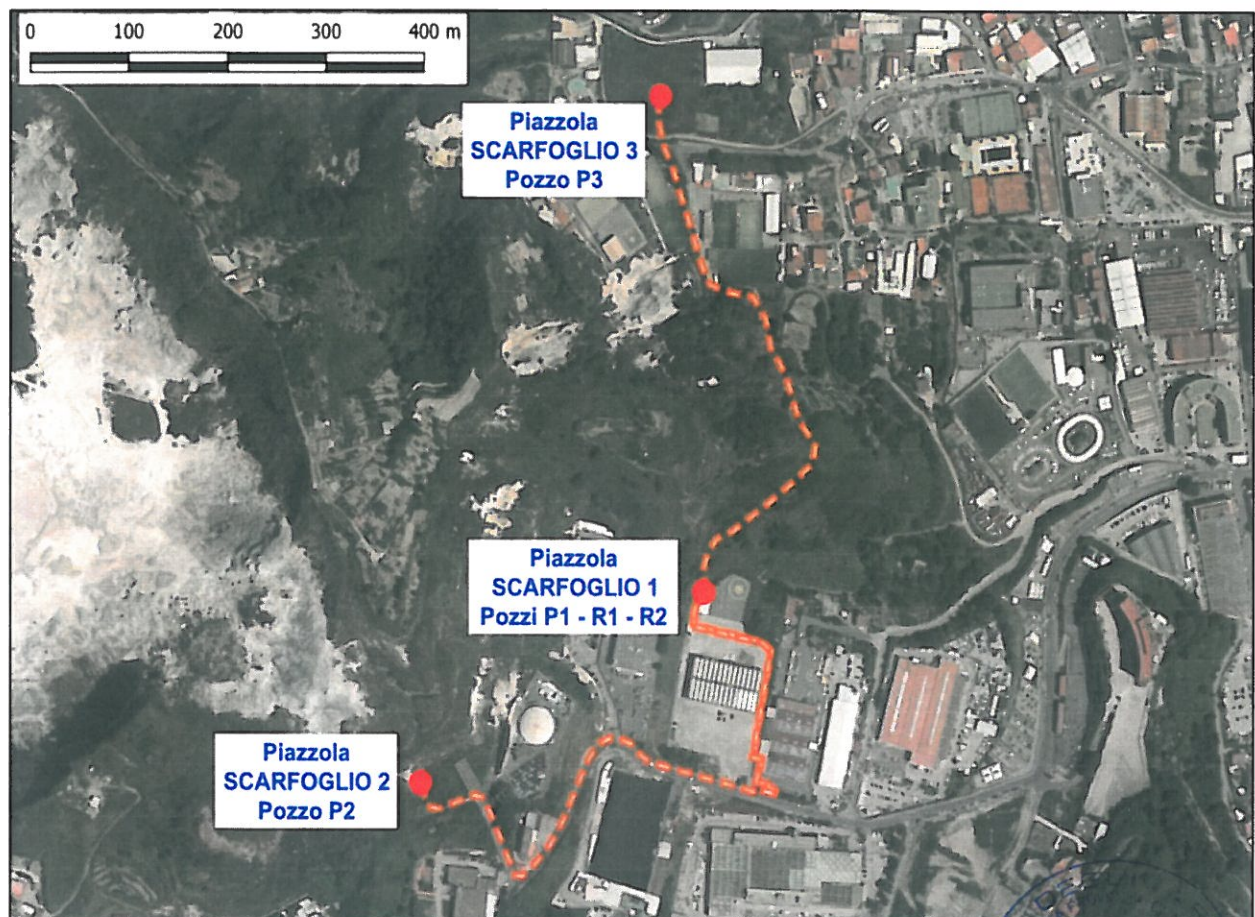 0 100 200 300 400 m
Piazzola
SCARFOGLIO 3
Pozzo P3
Piazzola
SCARFOGLIO 1
Pozzi P1 - R1 - R2
Piazzola
SCARFOGLIO 2
Pozzo P2